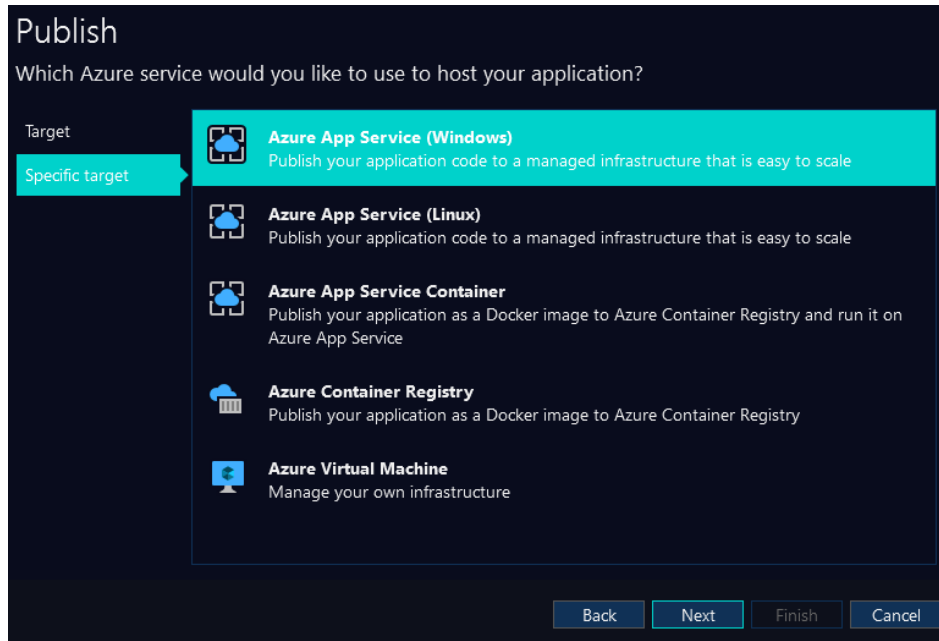 Publish
Which Azure service would you like to use to host your application?
Target
Specific target
Azure App Service (Windows)
Publish your application code to a managed infrastructure that is easy to scale
Azure App Service (Linux)
Publish your application code to a managed infrastructure that is easy to scale
Azure App Service Container
Publish your application as a Docker image to Azure Container Registry and run it on
Azure App Service
Azure Container Registry
Publish your application as a Docker image to Azure Container Registry
Azure Virtual Machine
Manage your own infrastructure
Back
Next
Finish
Cancel